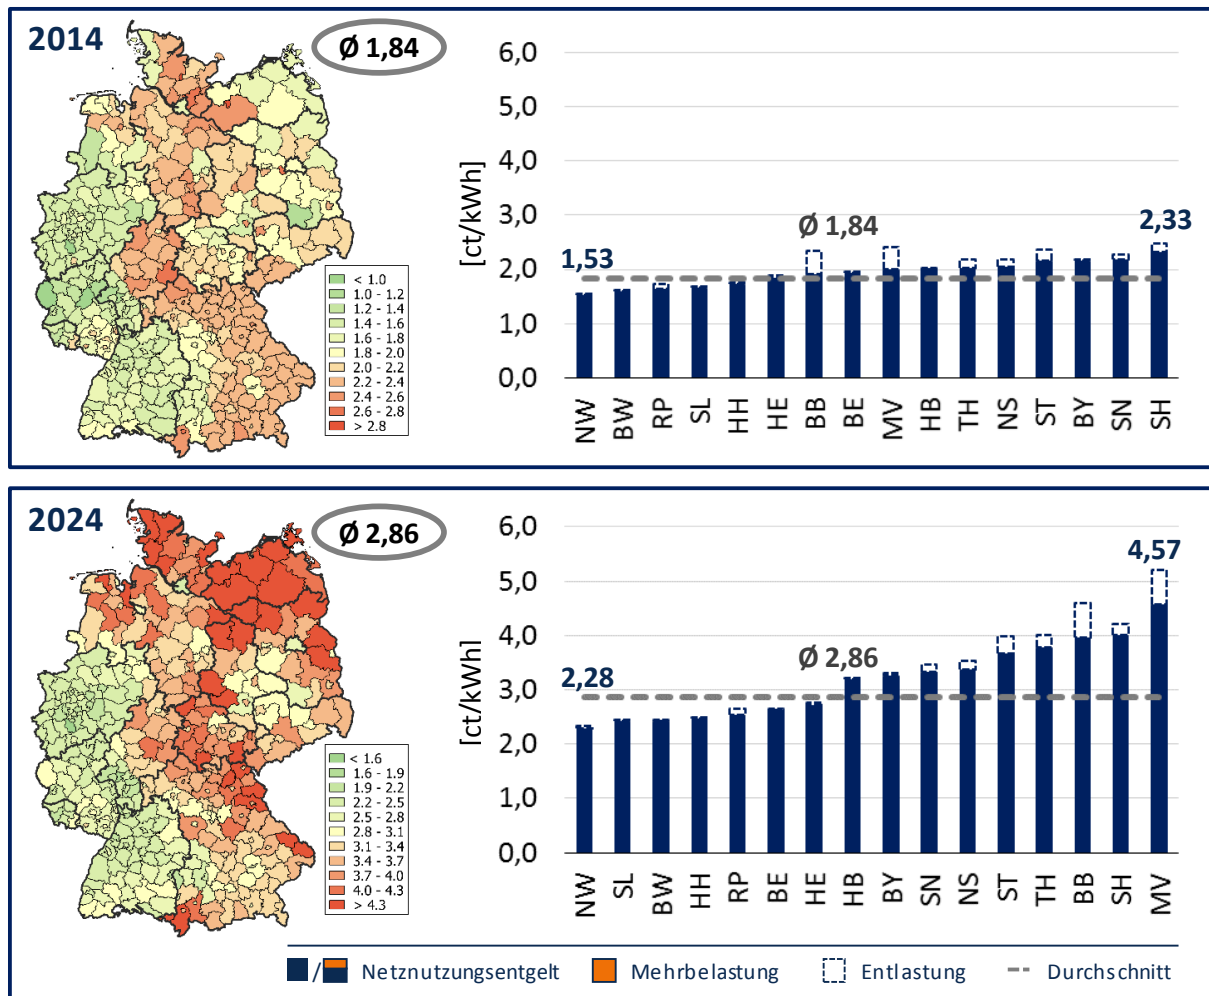 2014
Ø 1,84
< 1.0
1.0 - 1.2
1.2 - 1.4
1.4 - 1.6
1.6 - 1.8
1.8 - 2.0
2.0 - 2.2
2.2 - 2.4
2.4 - 2.6
2.6 - 2.8
> 2.8
[ct/kWh]
6,0
5,0
4,0
3,0
2,0
1,0
0,0
1,53
Ø 1,84
2,33
NW BW RP SL HH HE BB BE MV HB TH NS ST BY SN SH
2024
Ø 2,86
< 1.6
1.6 - 1.9
1.9 - 2.2
2.2 - 2.5
2.5 - 2.8
2.8 - 3.1
3.1 - 3.4
3.4 - 3.7
3.7 - 4.0
4.0 - 4.3
> 4.3
[ct/kWh]
6,0
5,0
4,0
3,0
2,0
1,0
0,0
2,28
Ø 2,86
4,57
NW SL BW HH RP BE HE HB BY SN NS ST TH BB SH MV
/ Netznutzungsentgelt Mehrbelastung Entlastung Durchschnitt